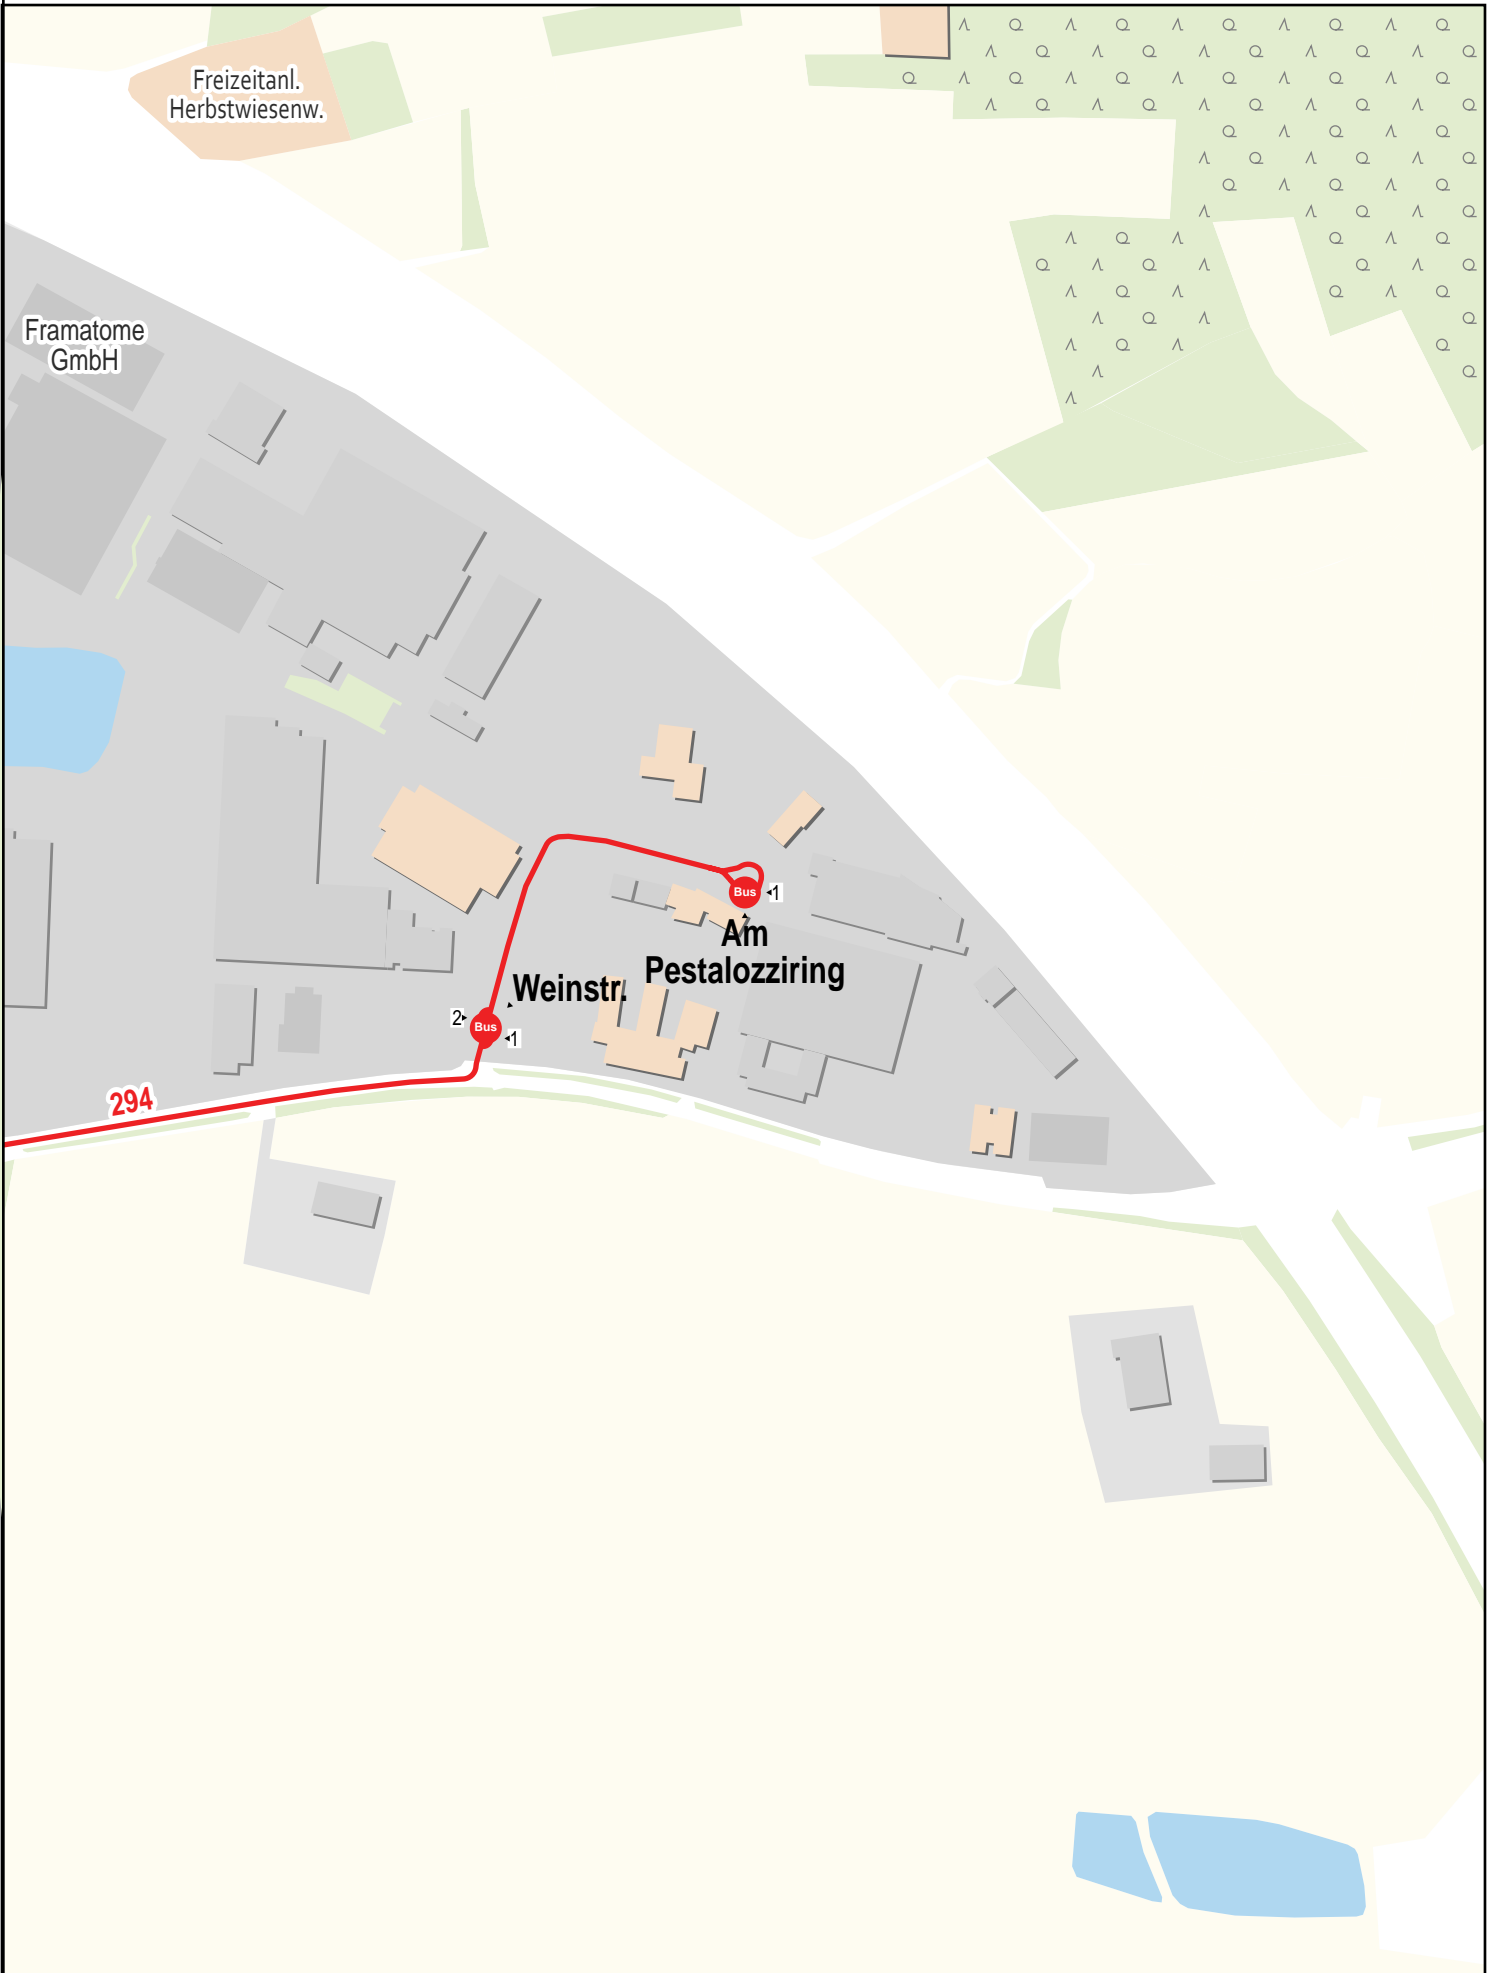 Freizeitanl.
Herbstwiesenw.
Framatome
GmbH
Bus
1
Am
Pestalozziring
Weinstr.
2
Bus
1
294